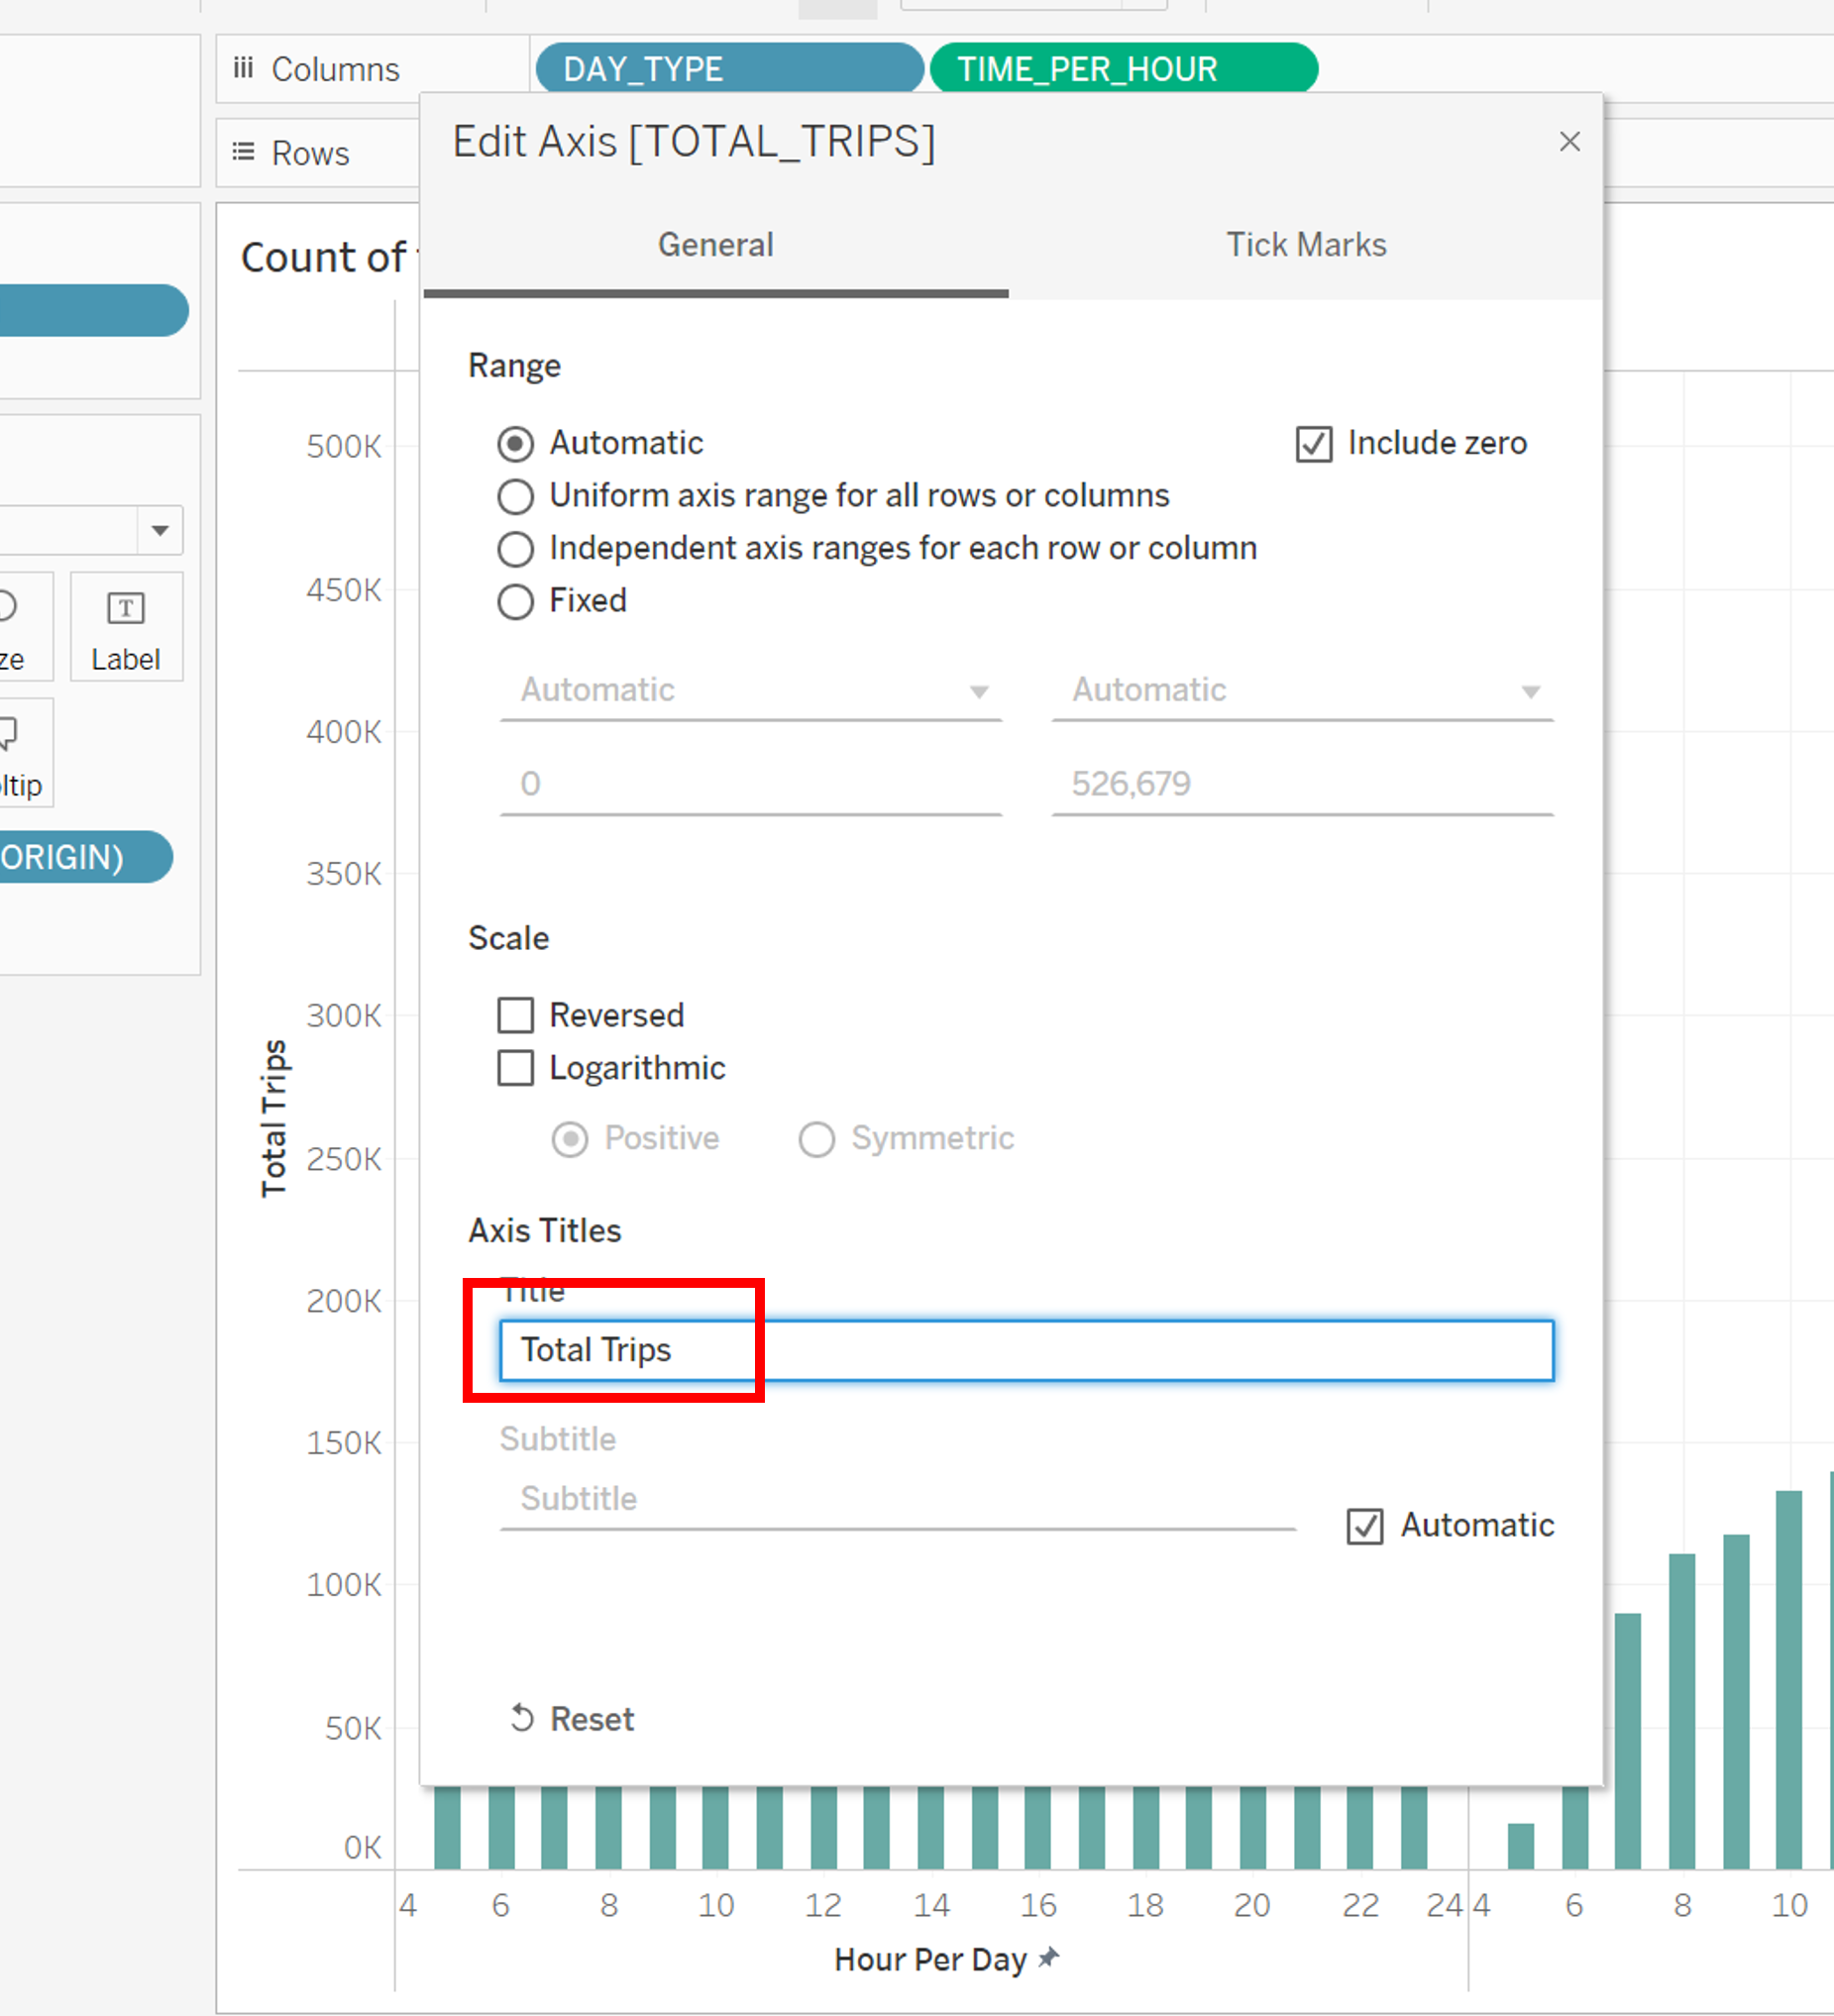 Columns
DAY_TYPE
TIME_PER_HOUR
Rows
Edit Axis [TOTAL_TRIPS]
General
Tick Marks
Count of
Range
Automatic
Include zero
Uniform axis range for all rows or columns
Independent axis ranges for each row or column
Fixed
Automatic
Automatic
0
526,679
Scale
Reversed
Logarithmic
Positive
Symmetric
Axis Titles
Title
Total Trips
Subtitle
Subtitle
Automatic
Reset
T
ze
Label
ltip
ORIGIN)
500K
450K
400K
350K
300K
250K
200K
150K
100K
50K
0K
Total Trips
4 6 8 10 12 14 16 18 20 22 24 4 6 8 10
Hour Per Day